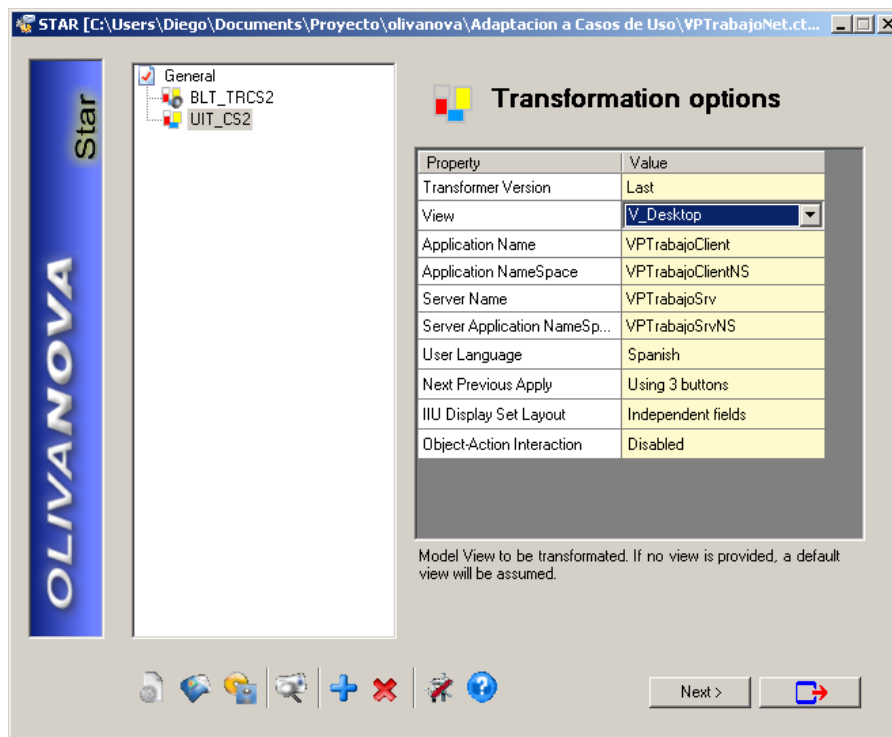 STAR [C:\Users\Diego\Documents\Proyecto\olivanova\Adaptacion a Casos de Uso\VPTrabajoNet.ct...
OLIVANOVA Star
General
BLT_TRCS2
UIT_CS2
Transformation options
Property Value
Transformer Version Last
View V_Desktop
Application Name VPTrabajoClient
Application NameSpace VPTrabajoClientNS
Server Name VPTrabajoSrv
Server Application NameSp... VPTrabajoSrvNS
User Language Spanish
Next Previous Apply Using 3 buttons
IIU Display Set Layout Independent fields
Object-Action Interaction Disabled
Model View to be transformated. If no view is provided, a default
view will be assumed.
Next >